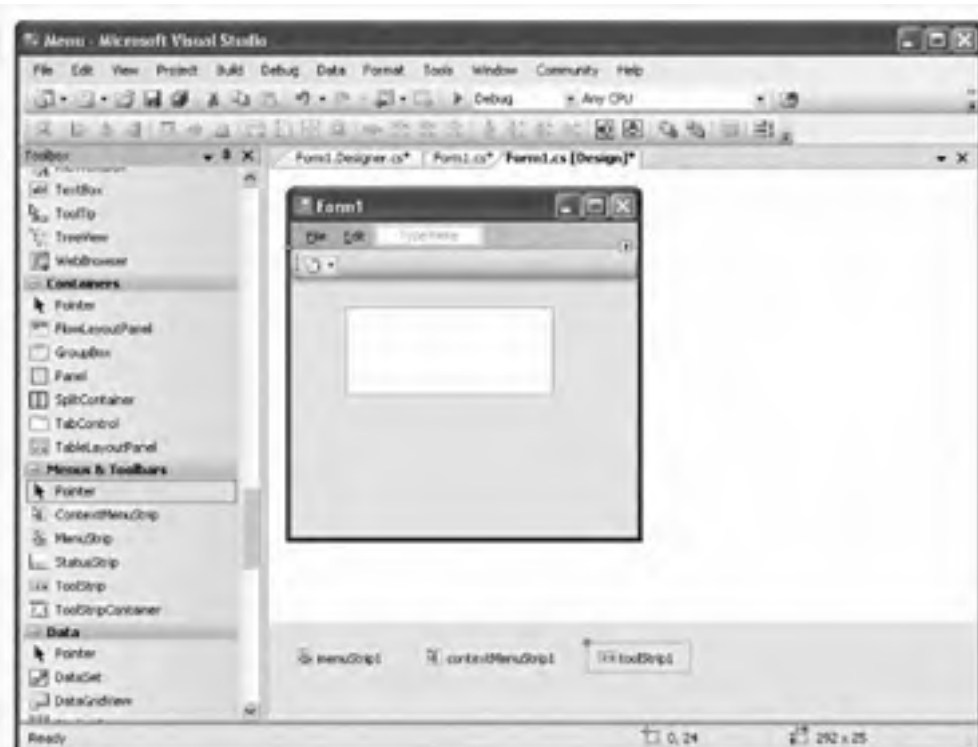 Menu - Microsoft Visual Studio
File Edit View Project Build Debug Data Format Tools Window Community Help
Debug Any CPU
Toolbox
Form1.Designer.cs* Form1.cs* Form1.cs [Design]*
TextBox
ToolTip
TreeView
WebBrowser
Containers
Pointer
FlowLayoutPanel
GroupBox
Panel
SplitContainer
TabControl
TableLayoutPanel
Menus & Toolbars
Pointer
ContextMenuStrip
MenuStrip
StatusStrip
ToolStrip
ToolStripContainer
Data
Pointer
DataSet
DataGridView
Form1
File Edit Type Here
menuStrip1 contextMenuStrip1 toolStrip1
Ready 0, 24 292 x 25